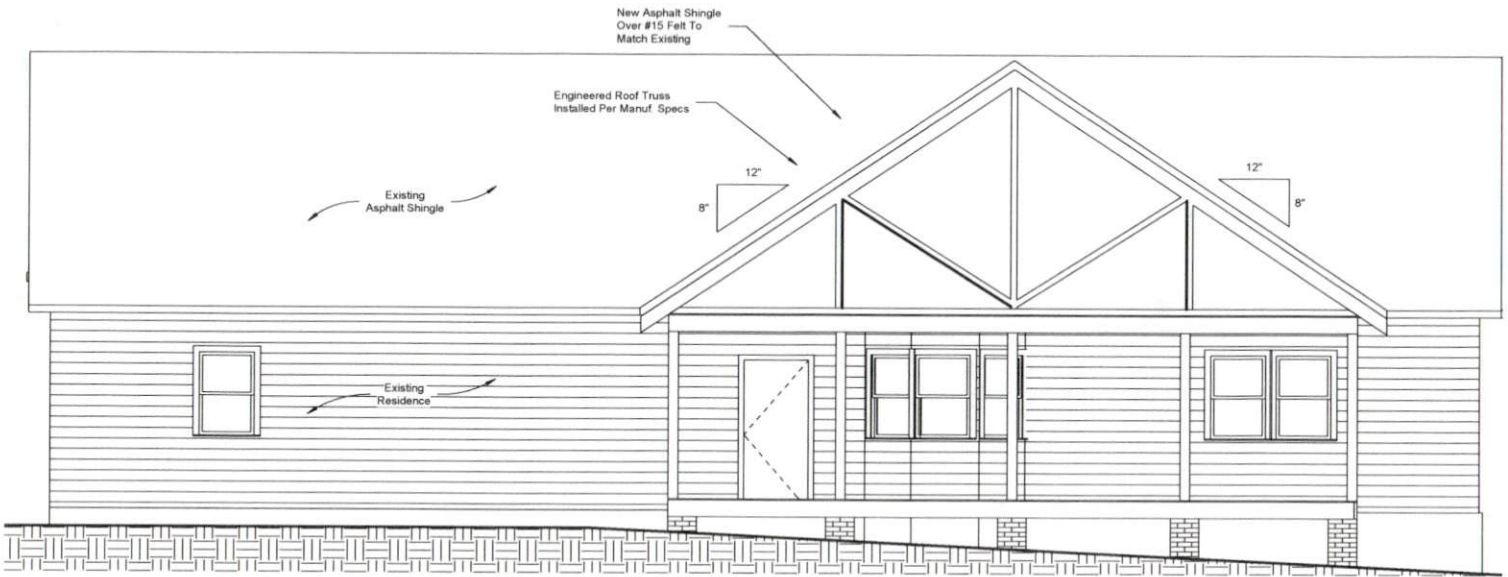 New Asphalt Shingle
Over #15 Felt To
Match Existing
Engineered Roof Truss
Installed Per Manuf. Specs
12"
8"
12"
8"
Existing
Asphalt Shingle
Existing
Residence